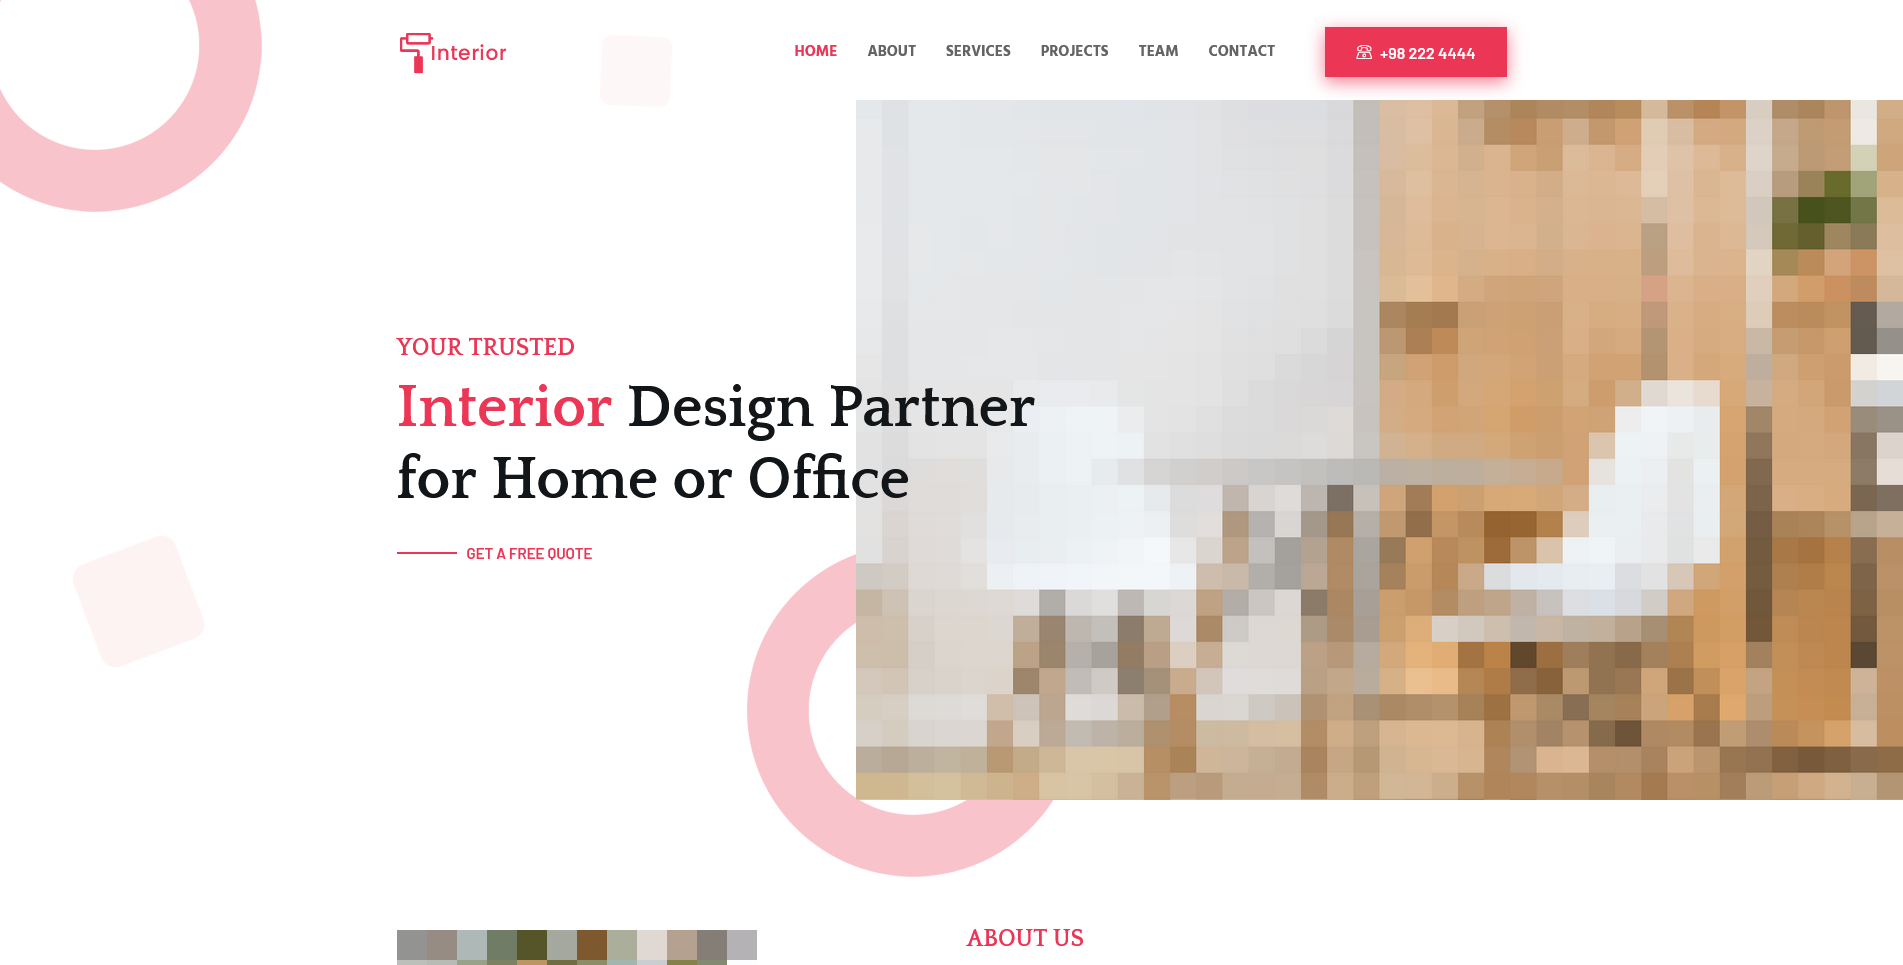 Interior
HOME ABOUT SERVICES PROJECTS TEAM CONTACT
+98 222 4444
YOUR TRUSTED
Interior Design Partner
for Home or Office
GET A FREE QUOTE
ABOUT US